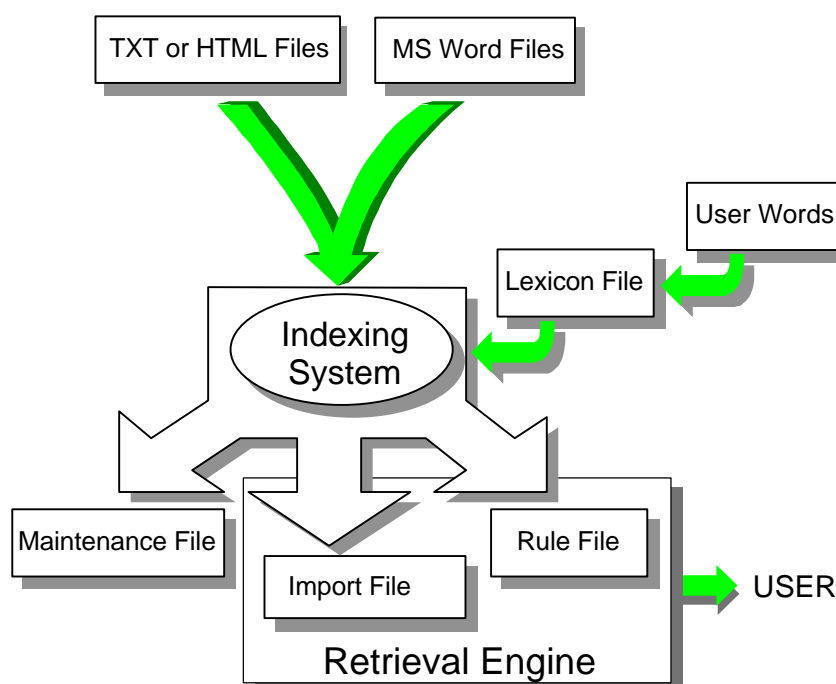 TXT or HTML Files
MS Word Files
User Words
Lexicon File
Indexing
System
Maintenance File
Rule File
Import File
USER
Retrieval Engine